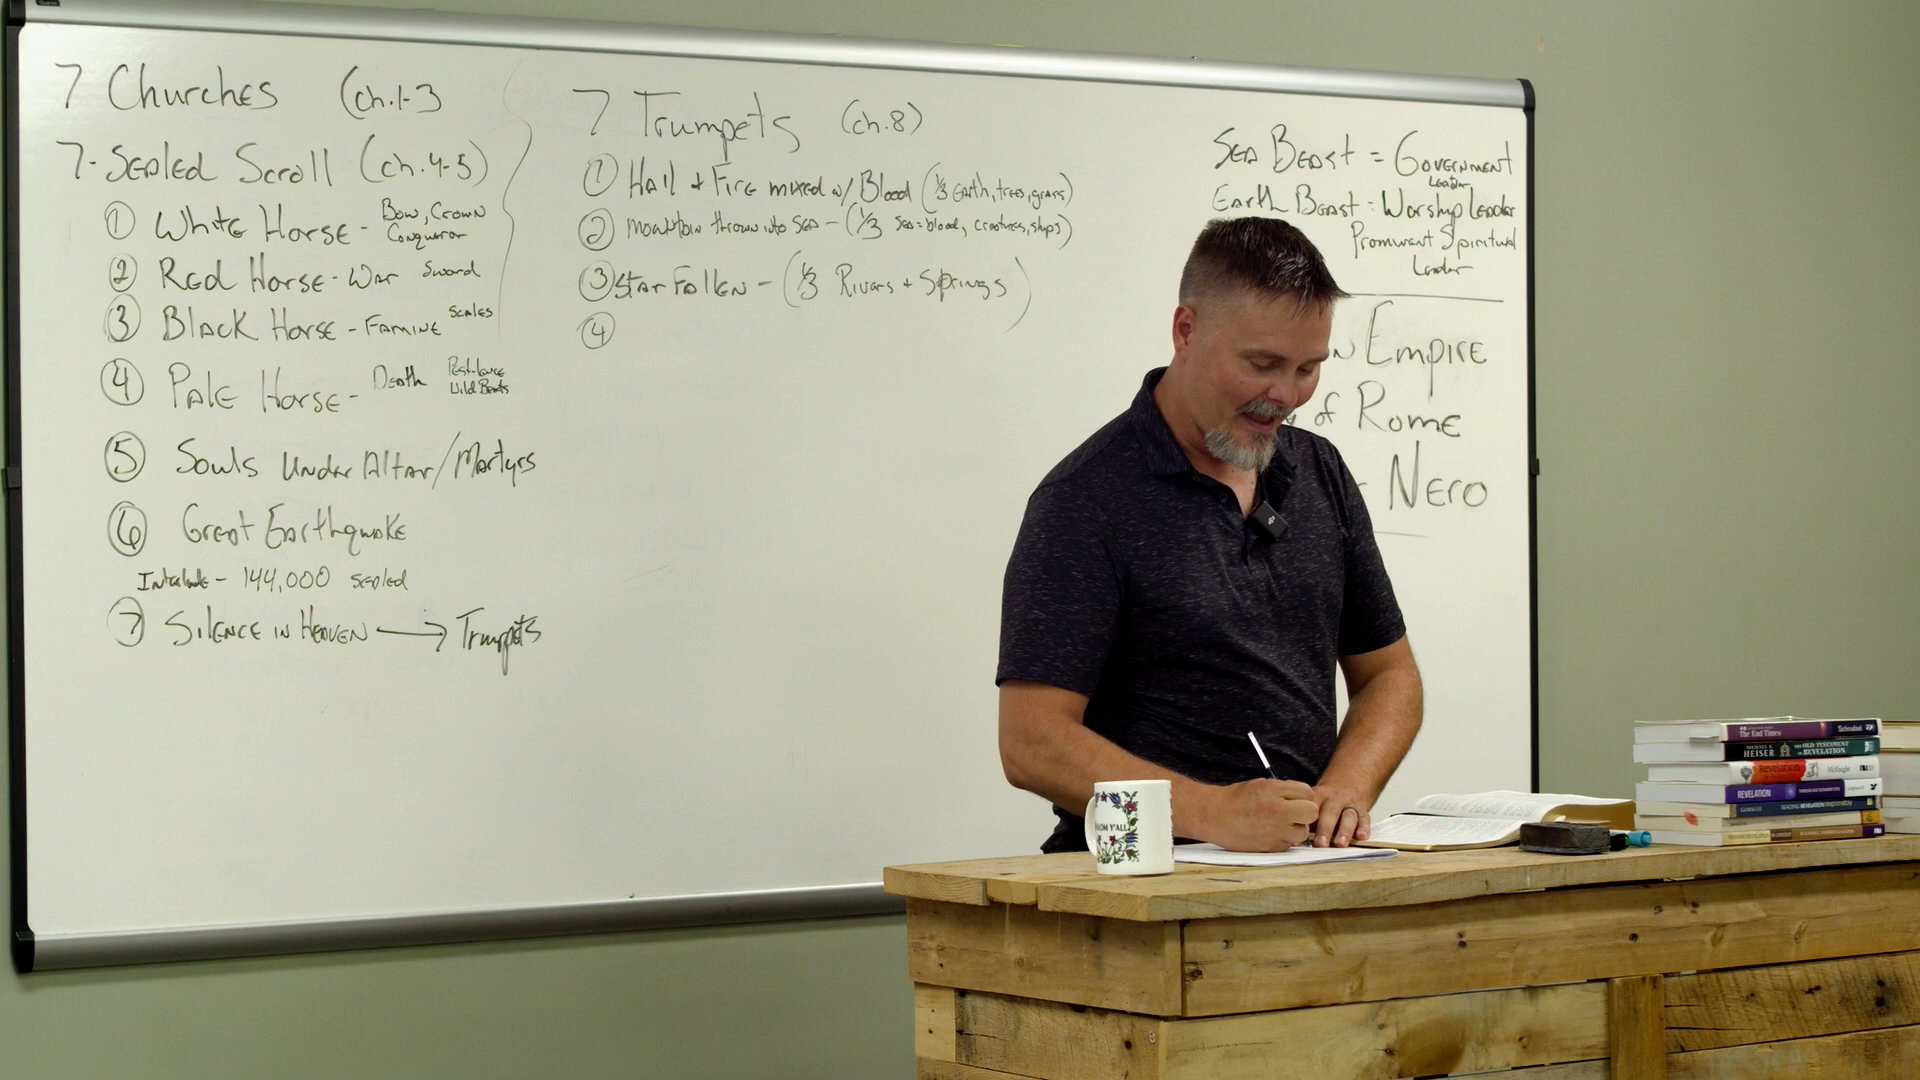 7 Churches (ch.1-3
7-Sealed Scroll (ch.4-5)
① White Horse - Bow, Crown
Conqueror
② Red Horse - War Sword
③ Black Horse - Famine Scales
④ Pale Horse - Death Pestilence
Wild Beasts
⑤ Souls Under Altar/Martyrs
⑥ Great Earthquake
Interlude - 144,000 sealed
⑦ Silence in Heaven → Trumpets
7 Trumpets (ch.8)
① Hail + Fire mixed w/ Blood (1/3 Earth, trees, grass)
② Mountain thrown into Sea - (1/3 Sea = blood, creatures, ships)
③ Star Fallen - (1/3 Rivers + Springs)
④
Sea Beast = Government
Leader
Earth Beast = Worship Leader
Prominent Spiritual
Leader
Empire
of Rome
Nero
LOM Y'ALL
The End Times
MICHAEL S. HEISER THE OLD TESTAMENT IN REVELATION
Revelation McKnight
REVELATION
GORMAN READING REVELATION responsibly